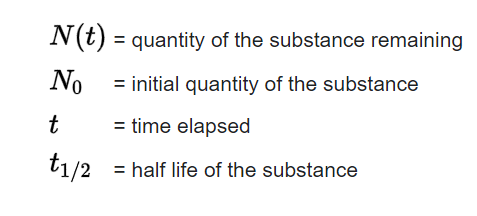 N(t) = quantity of the substance remaining
N₀ = initial quantity of the substance
t = time elapsed
t₁/₂ = half life of the substance